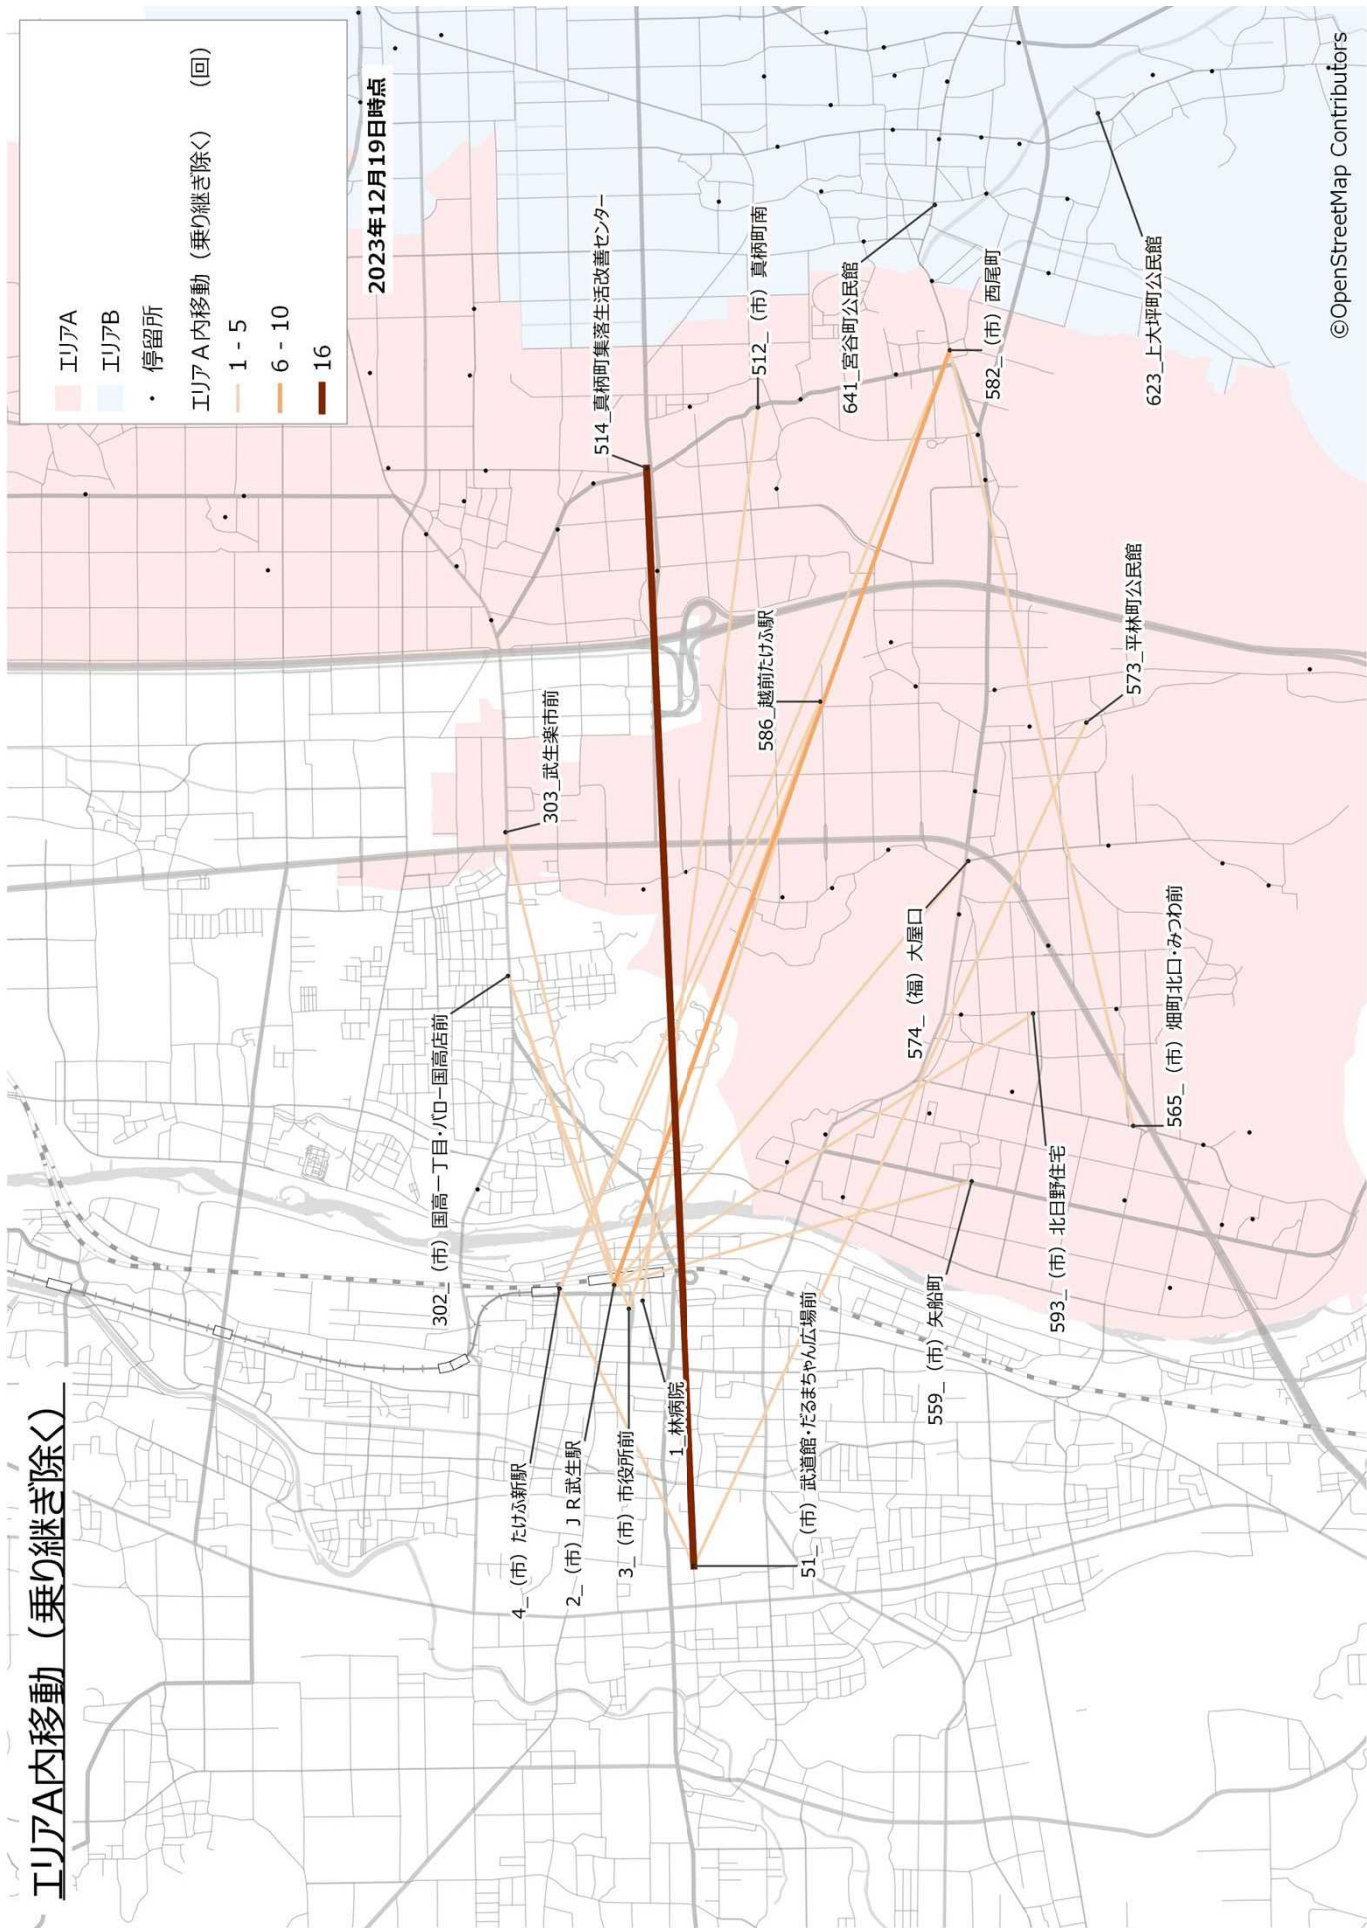 エリアA内移動 (乗り継ぎ除く)
エリアA
エリアB
停留所
エリアA内移動 (乗り継ぎ除く) (回)
1 - 5
6 - 10
16
2023年12月19日時点
514_真柄町集落生活改善センター
512_(市) 真柄町南
641_宮谷町公民館
582_(市) 西尾町
623_上大坪町公民館
303_武生楽市前
586_越前たけふ駅
573_平林町公民館
302_(市) 国高一丁目・バロー国高店前
574_(福) 大屋口
565_(市) 畑町北口・みつわ前
593_(市) 北日野住宅
559_(市) 矢船町
4_(市) たけふ新駅
2_(市) JR武生駅
3_(市) 市役所前
1_林病院
51_(市) 武道館・だるまちゃん広場前
©OpenStreetMap Contributors